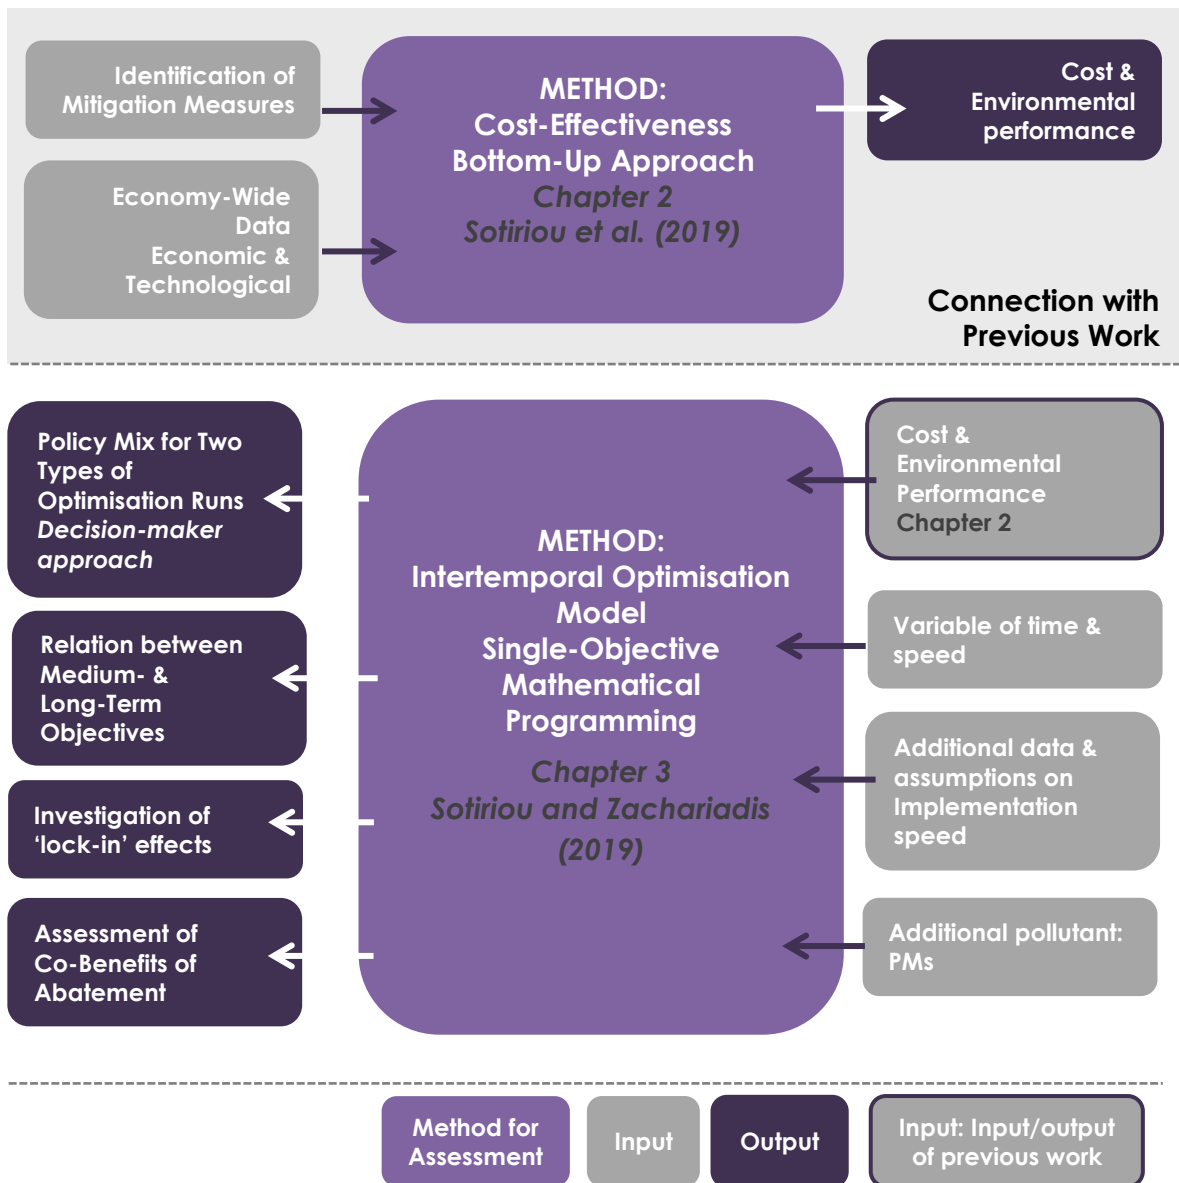 Identification of
Mitigation Measures
Economy-Wide
Data
Economic &
Technological
METHOD:
Cost-Effectiveness
Bottom-Up Approach
Chapter 2
Sotiriou et al. (2019)
Cost &
Environmental
performance
Connection with
Previous Work
Policy Mix for Two
Types of
Optimisation Runs
Decision-maker
approach
Relation between
Medium- &
Long-Term
Objectives
Investigation of
‘lock-in’ effects
Assessment of
Co-Benefits of
Abatement
METHOD:
Intertemporal Optimisation
Model
Single-Objective
Mathematical
Programming
Chapter 3
Sotiriou and Zachariadis
(2019)
Cost &
Environmental
Performance
Chapter 2
Variable of time &
speed
Additional data &
assumptions on
Implementation
speed
Additional pollutant:
PMs
Method for
Assessment
Input
Output
Input: Input/output
of previous work